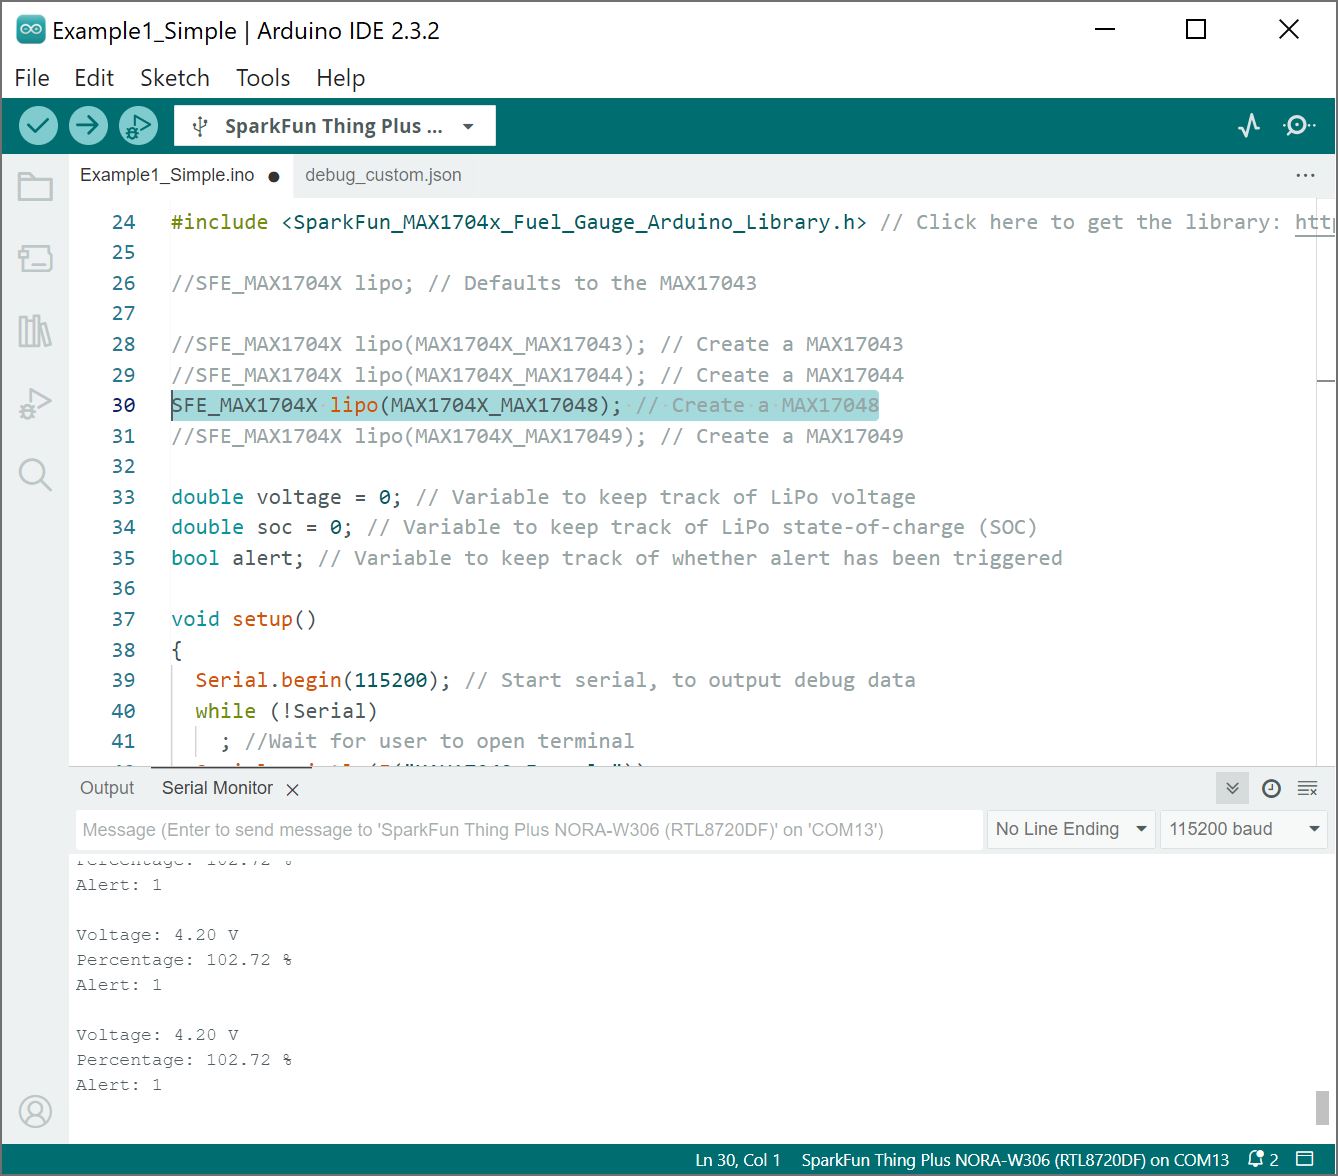 Example1_Simple | Arduino IDE 2.3.2
File Edit Sketch Tools Help
SparkFun Thing Plus ...
Example1_Simple.ino ● debug_custom.json ...
24 #include <SparkFun_MAX1704x_Fuel_Gauge_Arduino_Library.h> // Click here to get the library: http
25
26 //SFE_MAX1704X lipo; // Defaults to the MAX17043
27
28 //SFE_MAX1704X lipo(MAX1704X_MAX17043); // Create a MAX17043
29 //SFE_MAX1704X lipo(MAX1704X_MAX17044); // Create a MAX17044
30 SFE_MAX1704X lipo(MAX1704X_MAX17048); // Create a MAX17048
31 //SFE_MAX1704X lipo(MAX1704X_MAX17049); // Create a MAX17049
32
33 double voltage = 0; // Variable to keep track of LiPo voltage
34 double soc = 0; // Variable to keep track of LiPo state-of-charge (SOC)
35 bool alert; // Variable to keep track of whether alert has been triggered
36
37 void setup()
38 {
39 Serial.begin(115200); // Start serial, to output debug data
40 while (!Serial)
41 ; //Wait for user to open terminal
Output Serial Monitor
Message (Enter to send message to 'SparkFun Thing Plus NORA-W306 (RTL8720DF)' on 'COM13') No Line Ending 115200 baud
Percentage: 102.72 %
Alert: 1
Voltage: 4.20 V
Percentage: 102.72 %
Alert: 1
Voltage: 4.20 V
Percentage: 102.72 %
Alert: 1
Ln 30, Col 1 SparkFun Thing Plus NORA-W306 (RTL8720DF) on COM13 2